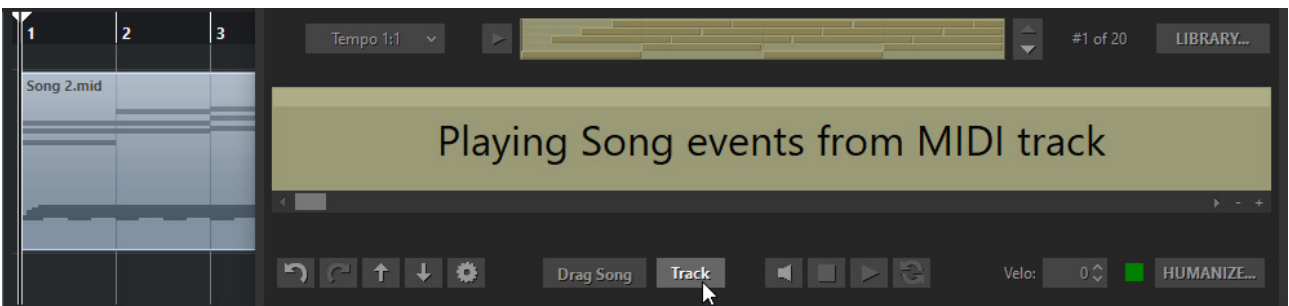 1 2 3
Tempo 1:1
#1 of 20
LIBRARY...
Song 2.mid
Playing Song events from MIDI track
- +
Drag Song
Track
Velo: 0
HUMANIZE...